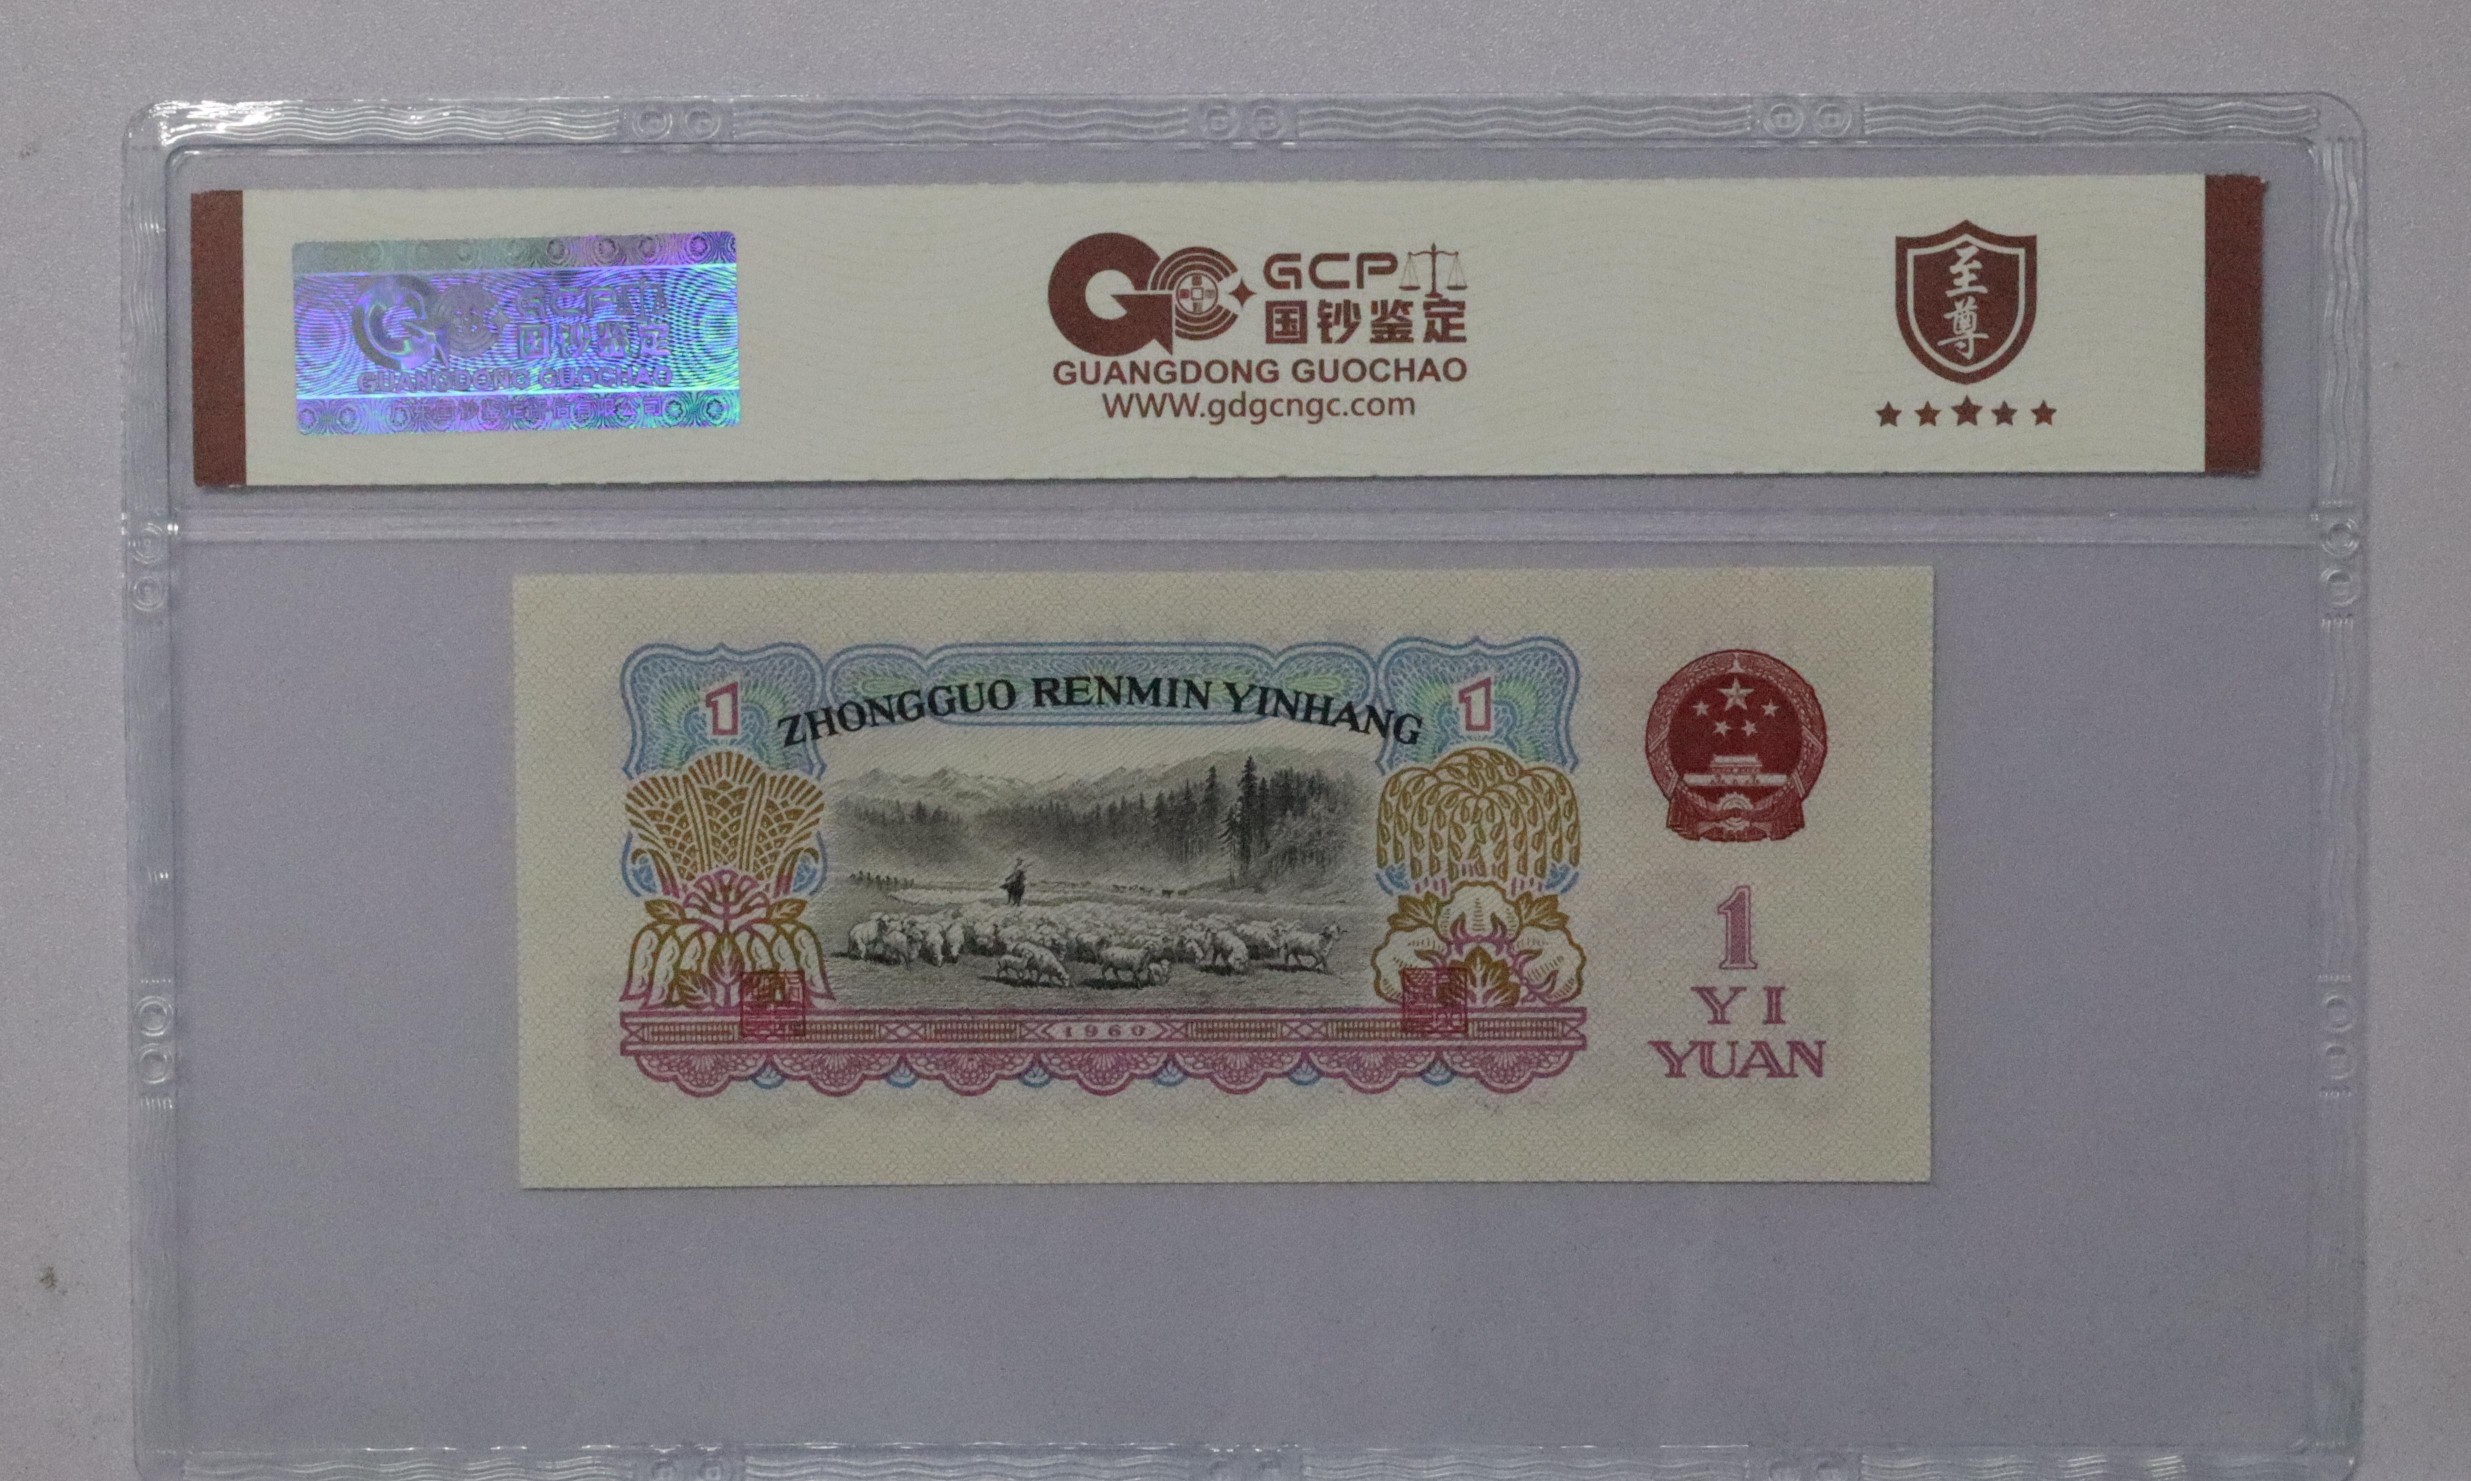 GCP
国钞鉴定
GUANGDONG GUOCHAO
GCP
国钞鉴定
GUANGDONG GUOCHAO
WWW.gdgcngc.com
至尊
1
ZHONGGUO RENMIN YINHANG
1
1960
1
YI
YUAN